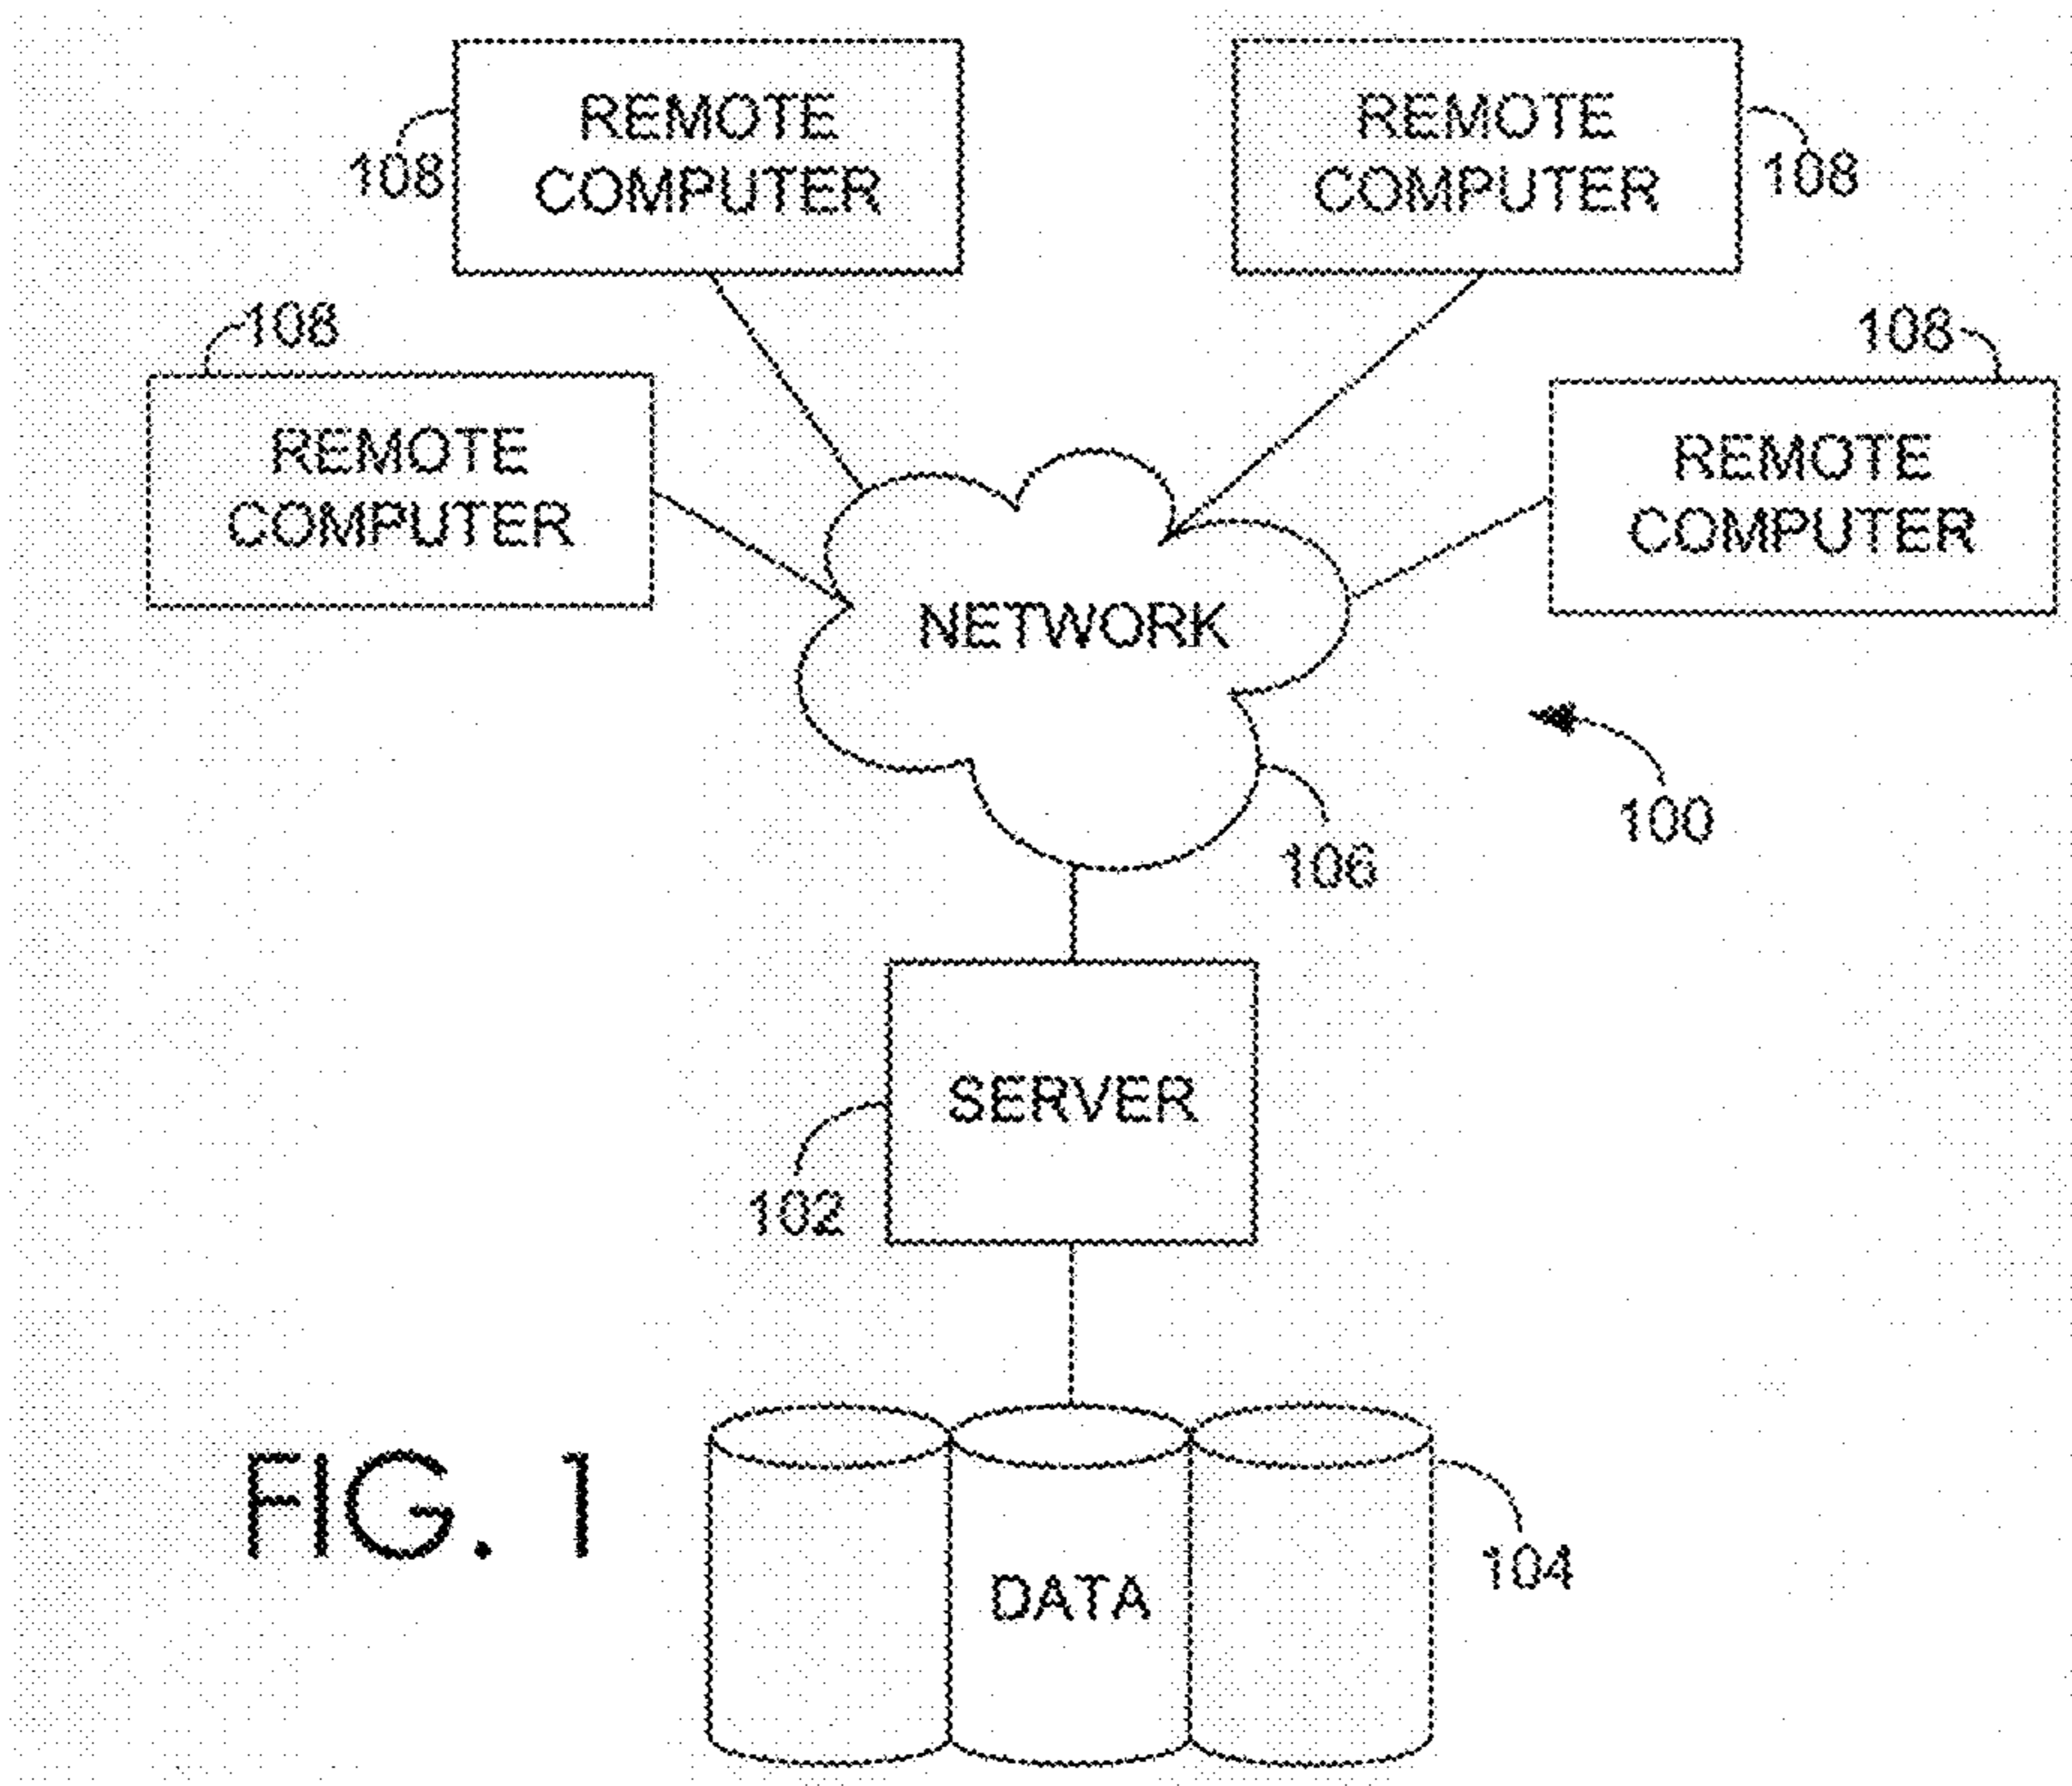 REMOTE
COMPUTER
108
REMOTE
COMPUTER
108
108
REMOTE
COMPUTER
108
REMOTE
COMPUTER
NETWORK
100
106
SERVER
102
FIG. 1
DATA
104